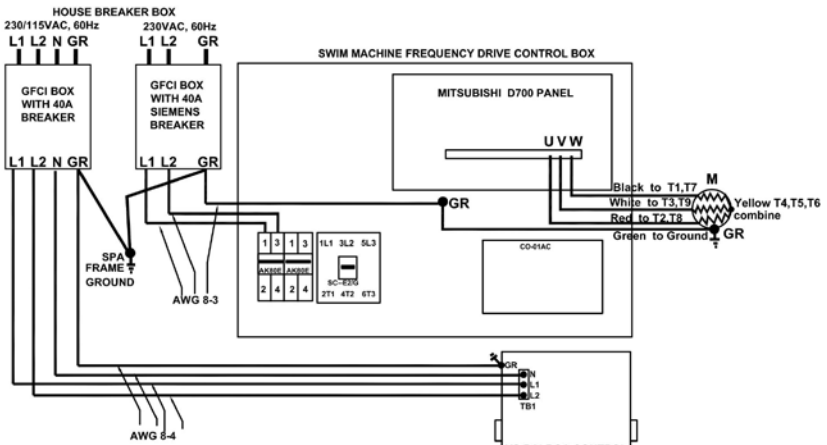 HOUSE BREAKER BOX
230/115VAC, 60Hz
L1 L2 N GR
230VAC, 60Hz
L1 L2 GR
SWIM MACHINE FREQUENCY DRIVE CONTROL BOX
GFCI BOX
WITH 40A
BREAKER
GFCI BOX
WITH 40A
SIEMENS
BREAKER
MITSUBISHI D700 PANEL
U V W
L1 L2 N GR
L1 L2 GR
M
Black to T1,T7
White to T3,T9
Red to T2,T8
Green to Ground
Yellow T4,T5,T6
combine
GR
GR
SPA
FRAME
GROUND
1 3 1 3
AK80E AK80E
2 4 2 4
1L1 3L2 5L3
SC-E2/G
2T1 4T2 6T3
CO-01AC
AWG 8-3
GR
N
L1
L2
TB1
AWG 8-4